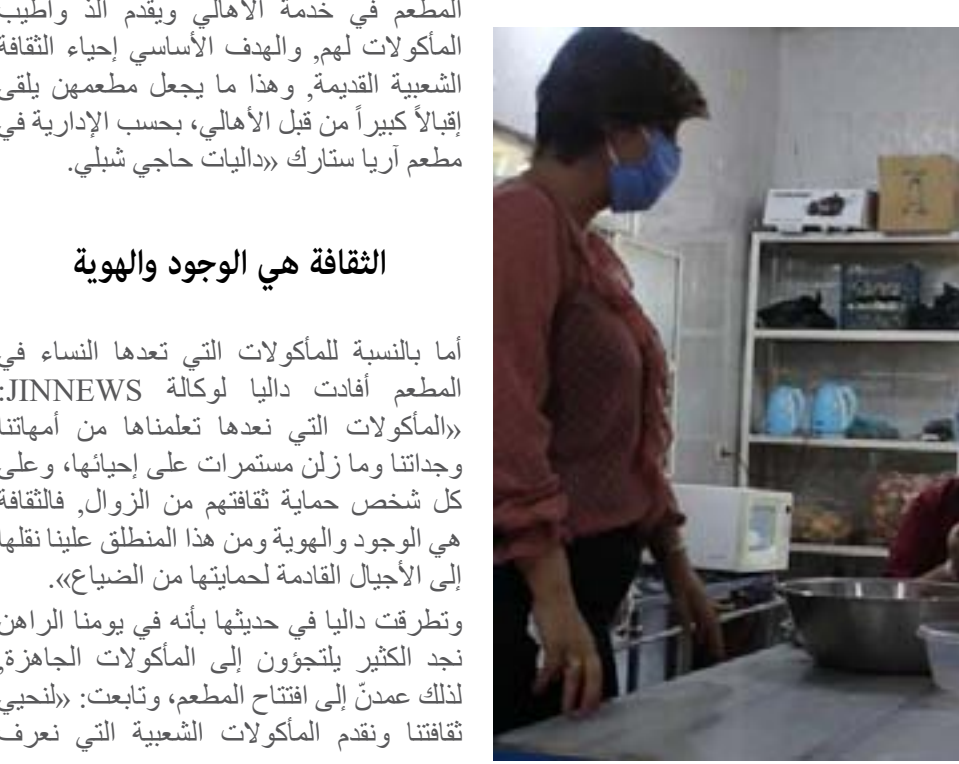 المطعم في خدمة الأهالي ويقدم ألذ وأطيب
المأكولات لهم, والهدف الأساسي إحياء الثقافة
الشعبية القديمة, وهذا ما يجعل مطعمهن يلقى
إقبالاً كبيراً من قبل الأهالي، بحسب الإدارية في
مطعم آريا ستارك «داليات حاجي شبلي.
الثقافة هي الوجود والهوية
أما بالنسبة للمأكولات التي تعدها النساء في
المطعم أفادت داليا لوكالة JINNEWS:
«المأكولات التي نعدها تعلمناها من أمهاتنا
وجداتنا وما زلن مستمرات على إحيائها، وعلى
كل شخص حماية ثقافتهم من الزوال, فالثقافة
هي الوجود والهوية ومن هذا المنطلق علينا نقلها
إلى الأجيال القادمة لحمايتها من الضياع».
وتطرقت داليا في حديثها بأنه في يومنا الراهن
نجد الكثير يلتجؤون إلى المأكولات الجاهزة,
لذلك عمدنّ إلى افتتاح المطعم، وتابعت: «لنحيي
ثقافتنا ونقدم المأكولات الشعبية التي نعرف